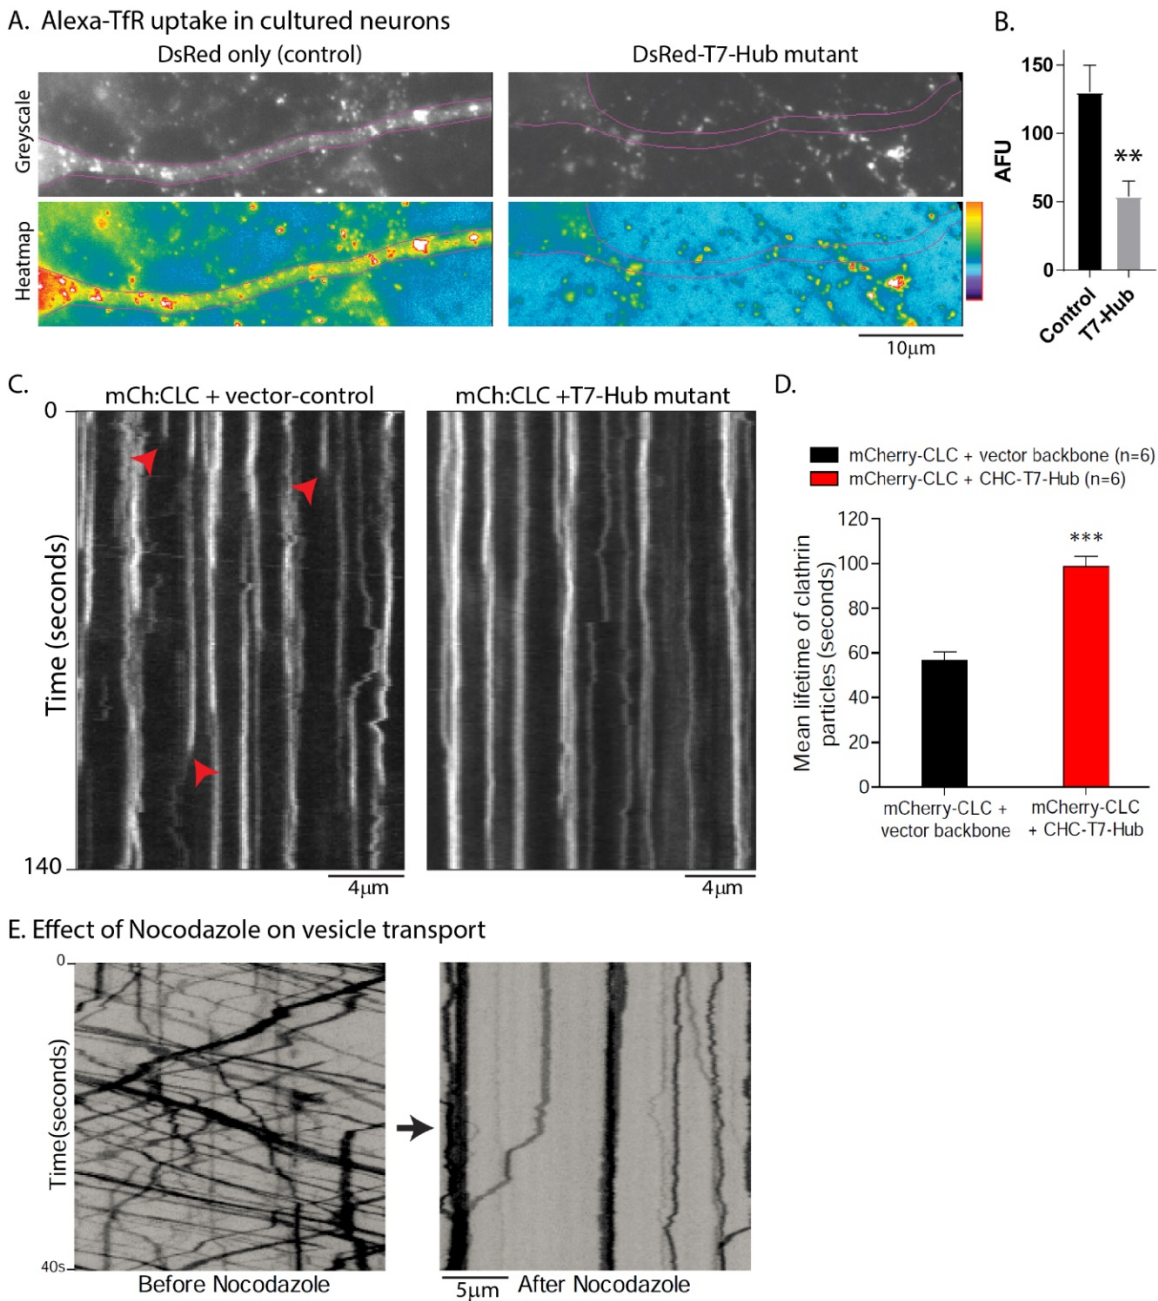 A. Alexa-TfR uptake in cultured neurons
DsRed only (control)
DsRed-T7-Hub mutant
Greyscale
Heatmap
10μm
B.
AFU
150
100
50
0
**
Control
T7-Hub
C.
mCh:CLC + vector-control
mCh:CLC +T7-Hub mutant
0
Time (seconds)
140
4μm
4μm
D.
mCherry-CLC + vector backbone (n=6)
mCherry-CLC + CHC-T7-Hub (n=6)
Mean lifetime of clathrin
particles (seconds)
120
100
80
60
40
20
0
***
mCherry-CLC +
vector backbone
mCherry-CLC
+ CHC-T7-Hub
E. Effect of Nocodazole on vesicle transport
0
Time(seconds)
40s
Before Nocodazole
5μm
After Nocodazole